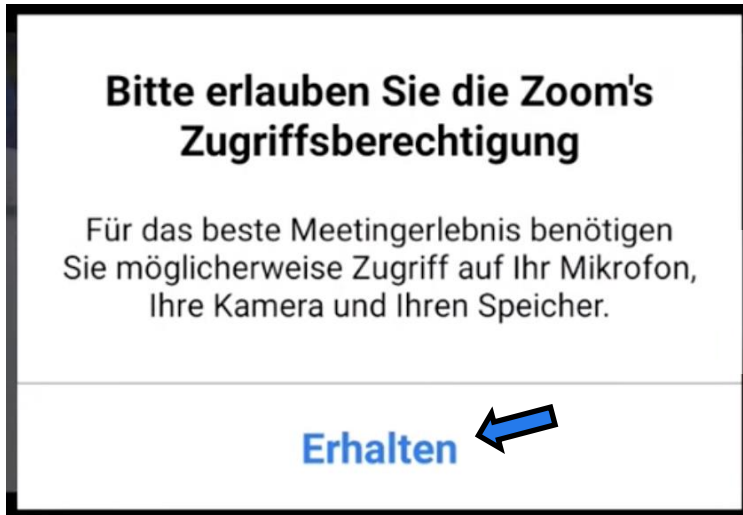 Bitte erlauben Sie die Zoom's
Zugriffsberechtigung
Für das beste Meetingerlebnis benötigen
Sie möglicherweise Zugriff auf Ihr Mikrofon,
Ihre Kamera und Ihren Speicher.
Erhalten